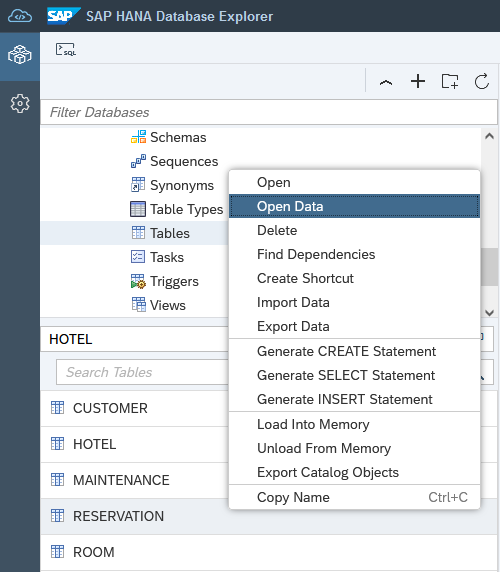 SAP SAP HANA Database Explorer
SQL
Filter Databases
Schemas
Sequences
Synonyms
Table Types
Tables
Tasks
Triggers
Views
Open
Open Data
Delete
Find Dependencies
Create Shortcut
Import Data
Export Data
Generate CREATE Statement
Generate SELECT Statement
Generate INSERT Statement
Load Into Memory
Unload From Memory
Export Catalog Objects
Copy Name Ctrl+C
HOTEL
Search Tables
CUSTOMER
HOTEL
MAINTENANCE
RESERVATION
ROOM